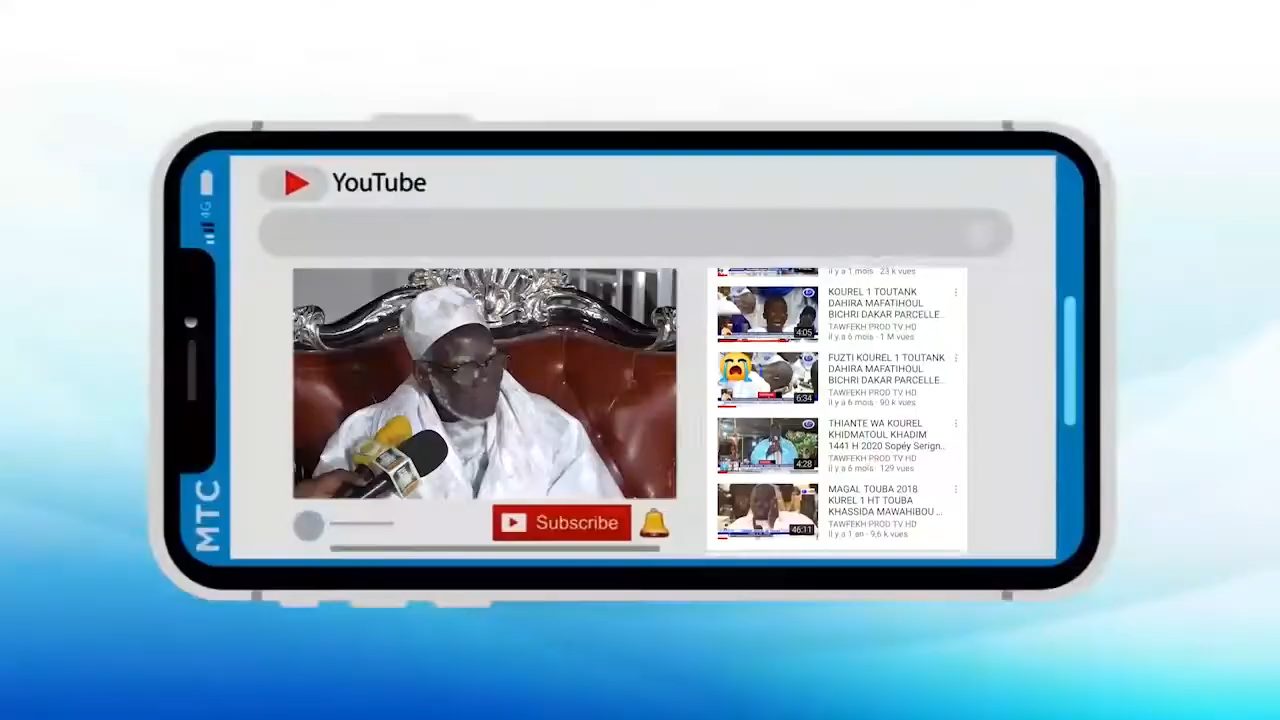 4G
MTC
YouTube
Subscribe
il y a 1 mois · 23 k vues
KOUREL 1 TOUTANK
DAHIRA MAFATIHOUL
BICHRI DAKAR PARCELLE..
TAWFEKH PROD TV HD
il y a 6 mois · 1 M vues
4:05
FUZTI KOUREL 1 TOUTANK
DAHIRA MAFATIHOUL
BICHRI DAKAR PARCELLE..
TAWFEKH PROD TV HD
il y a 6 mois · 90 k vues
6:34
THIANTE WA KOUREL
KHIDMATOUL KHADIM
1441 H 2020 Sopéy Serign..
TAWFEKH PROD TV HD
il y a 6 mois · 129 vues
4:28
MAGAL TOUBA 2018
KUREL 1 HT TOUBA
KHASSIDA MAWAHIBOU ...
TAWFEKH PROD TV HD
il y a 1 an · 9,6 k vues
46:11